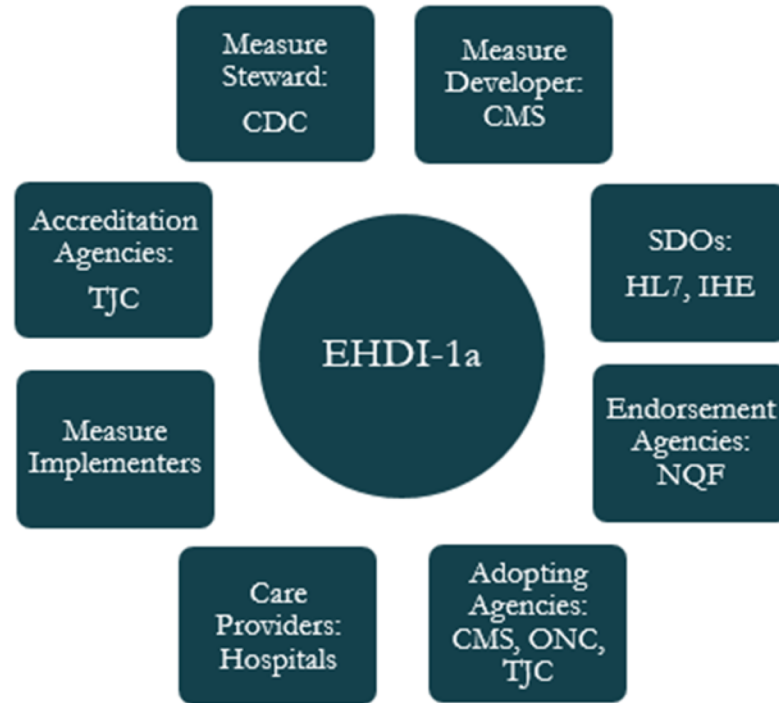 Measure
Steward:
CDC
Measure
Developer:
CMS
Accreditation
Agencies:
TJC
SDOs:
HL7, IHE
EHDI-1a
Measure
Implementers
Endorsement
Agencies:
NQF
Care
Providers:
Hospitals
Adopting
Agencies:
CMS, ONC,
TJC